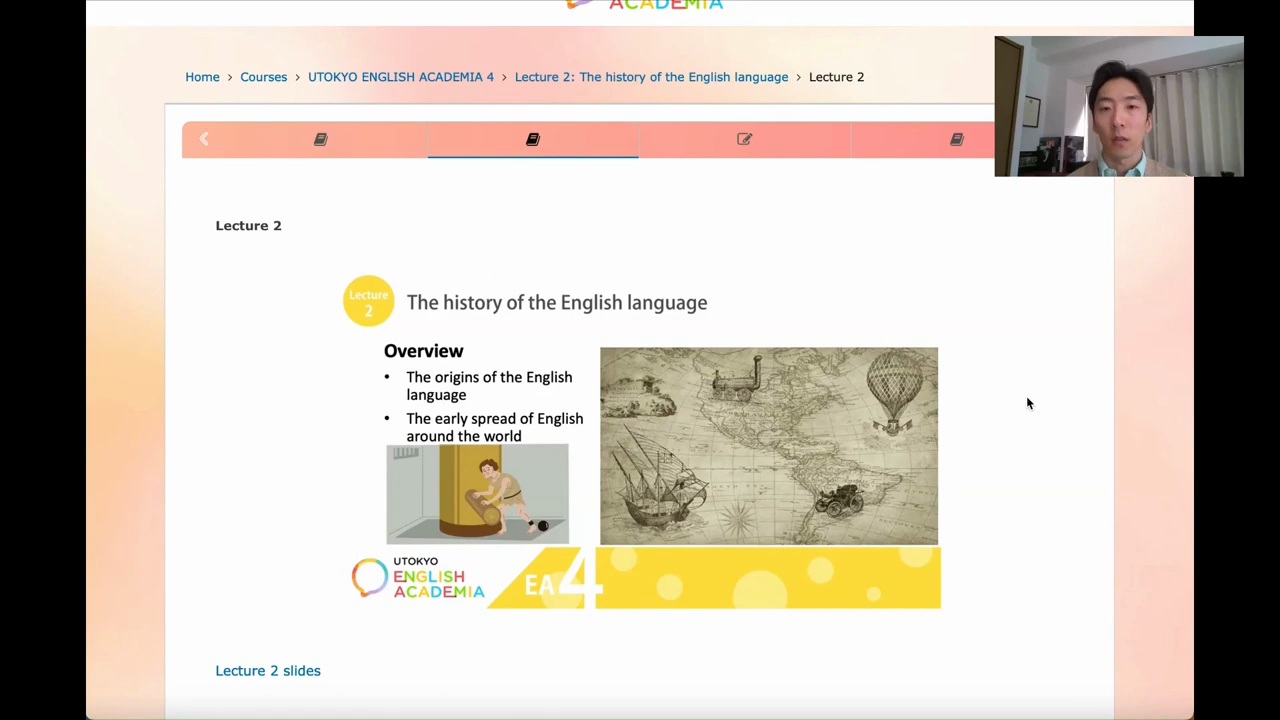 ACADEMIA
Home > Courses > UTOKYO ENGLISH ACADEMIA 4 > Lecture 2: The history of the English language > Lecture 2
Lecture 2
Lecture
2
The history of the English language
Overview
• The origins of the English
language
• The early spread of English
around the world
UTOKYO
ENGLISH
ACADEMIA
EA 4
Lecture 2 slides